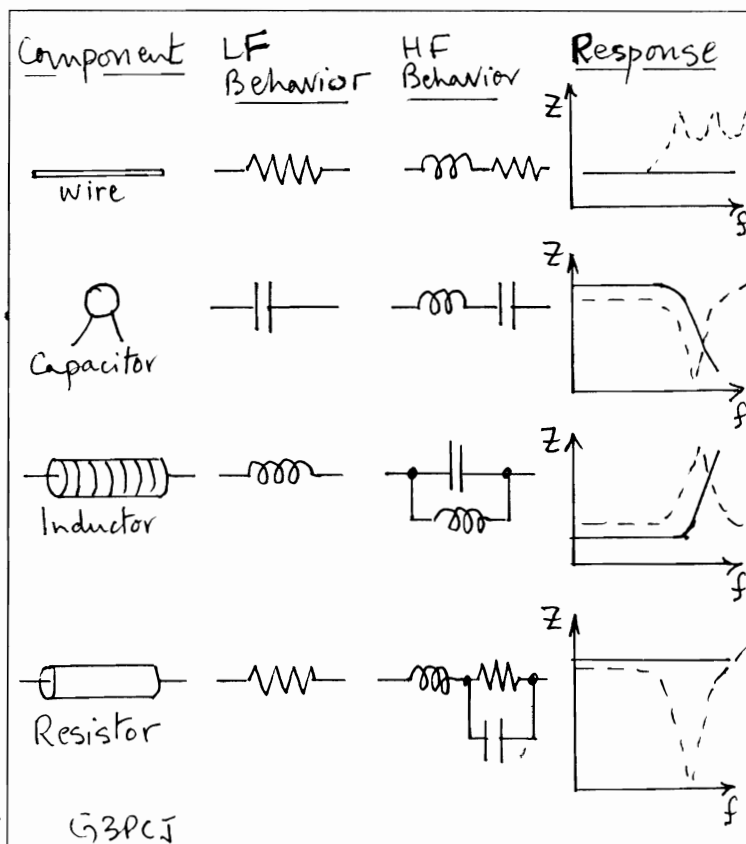 Component LF Behavior HF Behavior Response
Z
f
wire
Z
f
Capacitor
Z
f
Inductor
Z
f
Resistor
G3PCJ